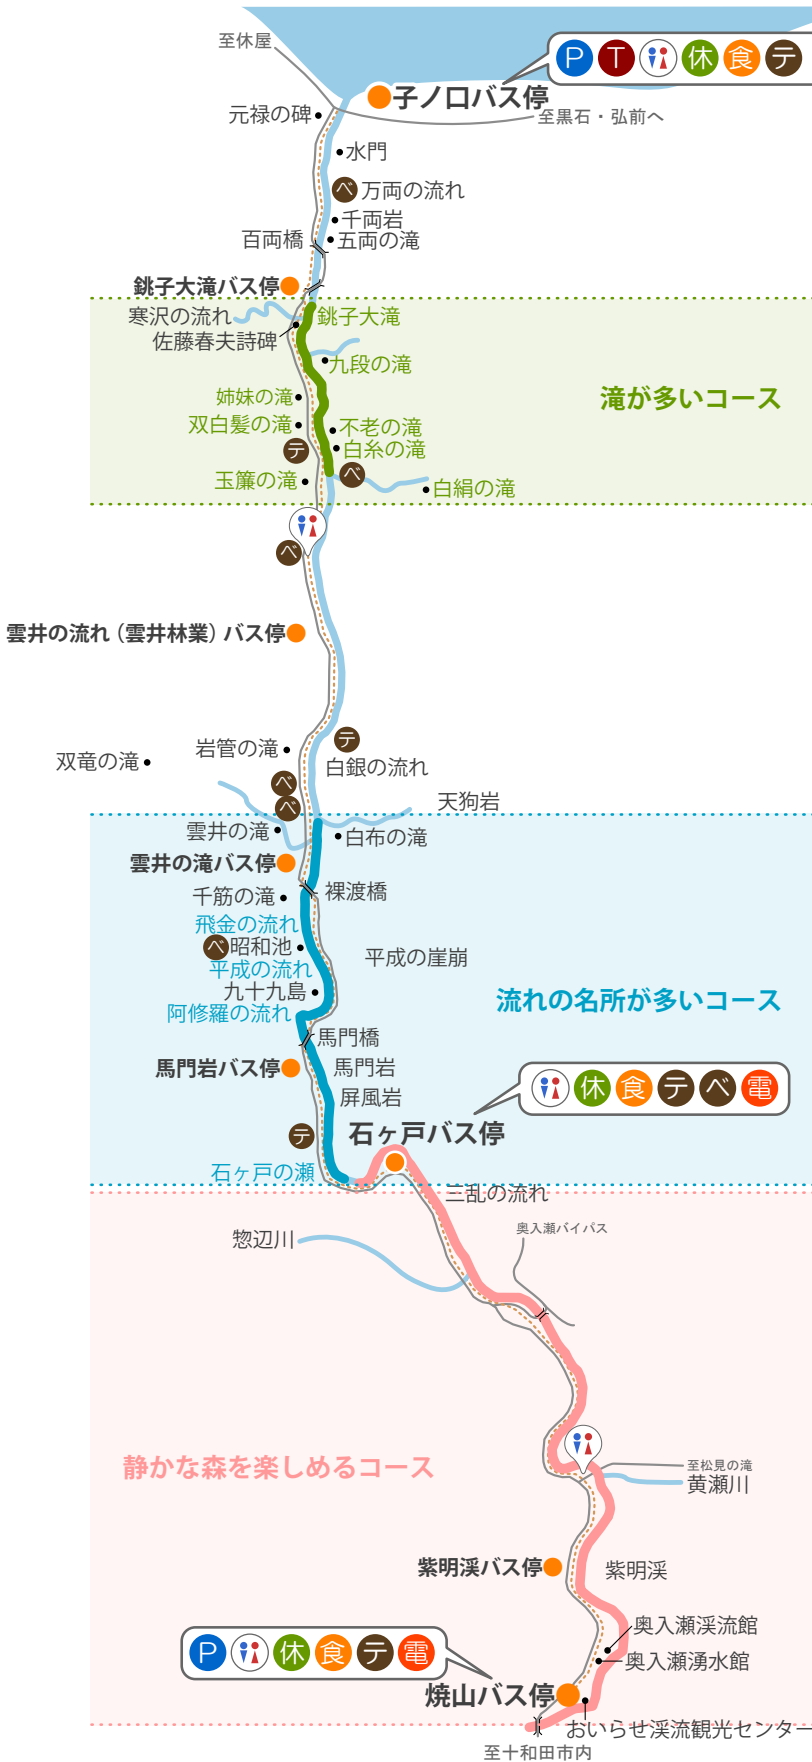 至休屋
P T 休 食 テ
子ノ口バス停
元禄の碑
至黒石・弘前へ
水門
ベ 万両の流れ
千両岩
百両橋
五両の滝
銚子大滝バス停
寒沢の流れ
銚子大滝
佐藤春夫詩碑
九段の滝
姉妹の滝
滝が多いコース
双白髪の滝
不老の滝
白糸の滝
テ
ベ
玉簾の滝
白絹の滝
ベ
雲井の流れ（雲井林業）バス停
テ
岩管の滝
双竜の滝
白銀の流れ
ベ
ベ
天狗岩
雲井の滝
白布の滝
雲井の滝バス停
裸渡橋
千筋の滝
飛金の流れ
ベ 昭和池
平成の崖崩
平成の流れ
九十九島
流れの名所が多いコース
阿修羅の流れ
馬門橋
馬門岩バス停
馬門岩
休 食 テ ベ 電
屏風岩
テ
石ヶ戸バス停
石ヶ戸の瀬
三乱の流れ
奥入瀬バイパス
惣辺川
静かな森を楽しめるコース
至松見の滝
黄瀬川
紫明渓バス停
紫明渓
奥入瀬渓流館
P 休 食 テ 電
奥入瀬湧水館
焼山バス停
おいらせ渓流観光センター
至十和田市内